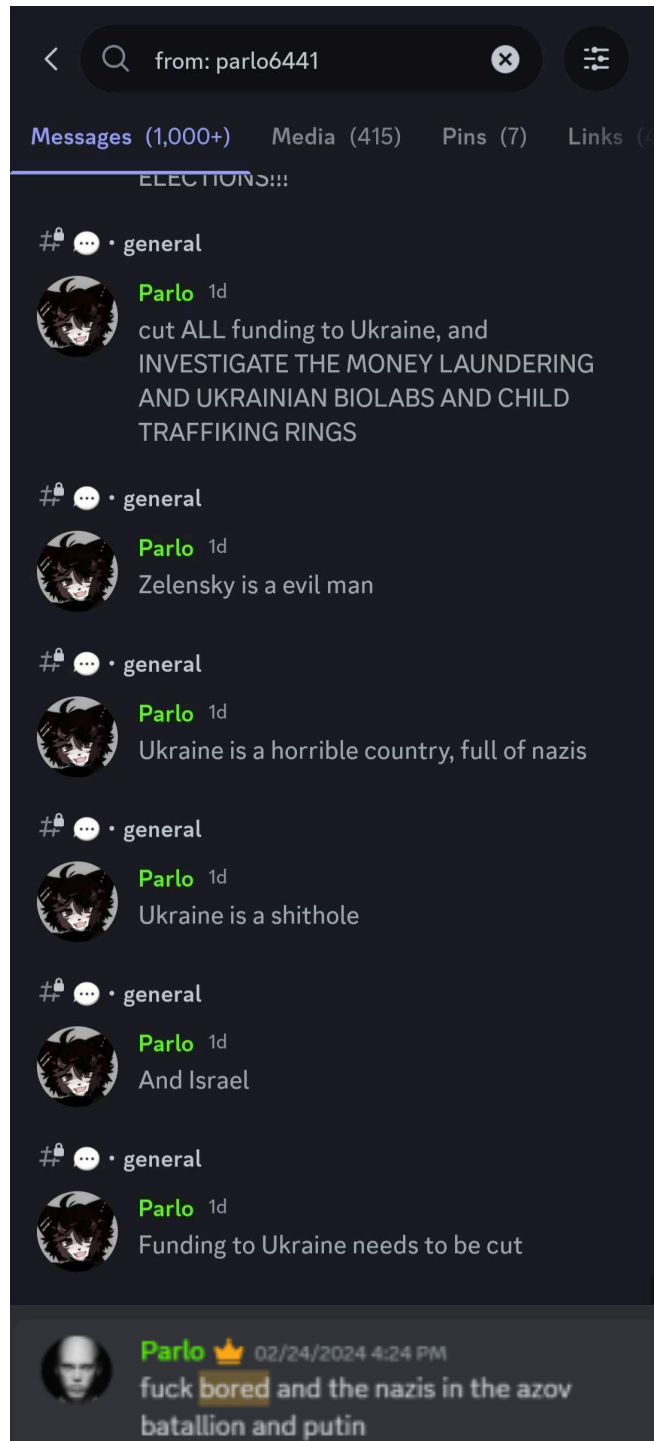 from: parlo6441
Messages (1,000+) Media (415) Pins (7) Links
ELECTIONS!!!
general
Parlo 1d
cut ALL funding to Ukraine, and
INVESTIGATE THE MONEY LAUNDERING
AND UKRAINIAN BIOLABS AND CHILD
TRAFFIKING RINGS
general
Parlo 1d
Zelensky is a evil man
general
Parlo 1d
Ukraine is a horrible country, full of nazis
general
Parlo 1d
Ukraine is a shithole
general
Parlo 1d
And Israel
general
Parlo 1d
Funding to Ukraine needs to be cut
Parlo 02/24/2024 4:24 PM
fuck bored and the nazis in the azov
batallion and putin